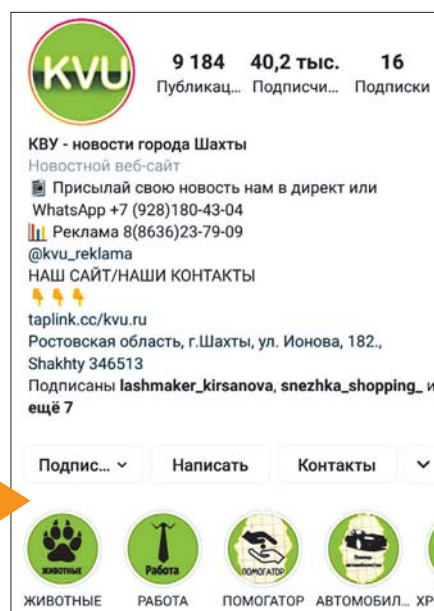 KVU
9 184 40,2 тыс. 16
Публикац... Подписчи... Подписки
КВУ - новости города Шахты
Новостной веб-сайт
Присылай свою новость нам в директ или
WhatsApp +7 (928)180-43-04
Реклама 8(8636)23-79-09
@kvu_reklama
НАШ САЙТ/НАШИ КОНТАКТЫ
taplink.cc/kvu.ru
Ростовская область, г.Шахты, ул. Ионова, 182.,
Shakhty 346513
Подписаны lashmaker_kirsanova, snezhka_shopping_ и
ещё 7
Подпис... Написать Контакты
ЖИВОТНЫЕ Работа ПОМОГАТОР
ЖИВОТНЫЕ РАБОТА ПОМОГАТОР АВТОМОБИЛ... ХР